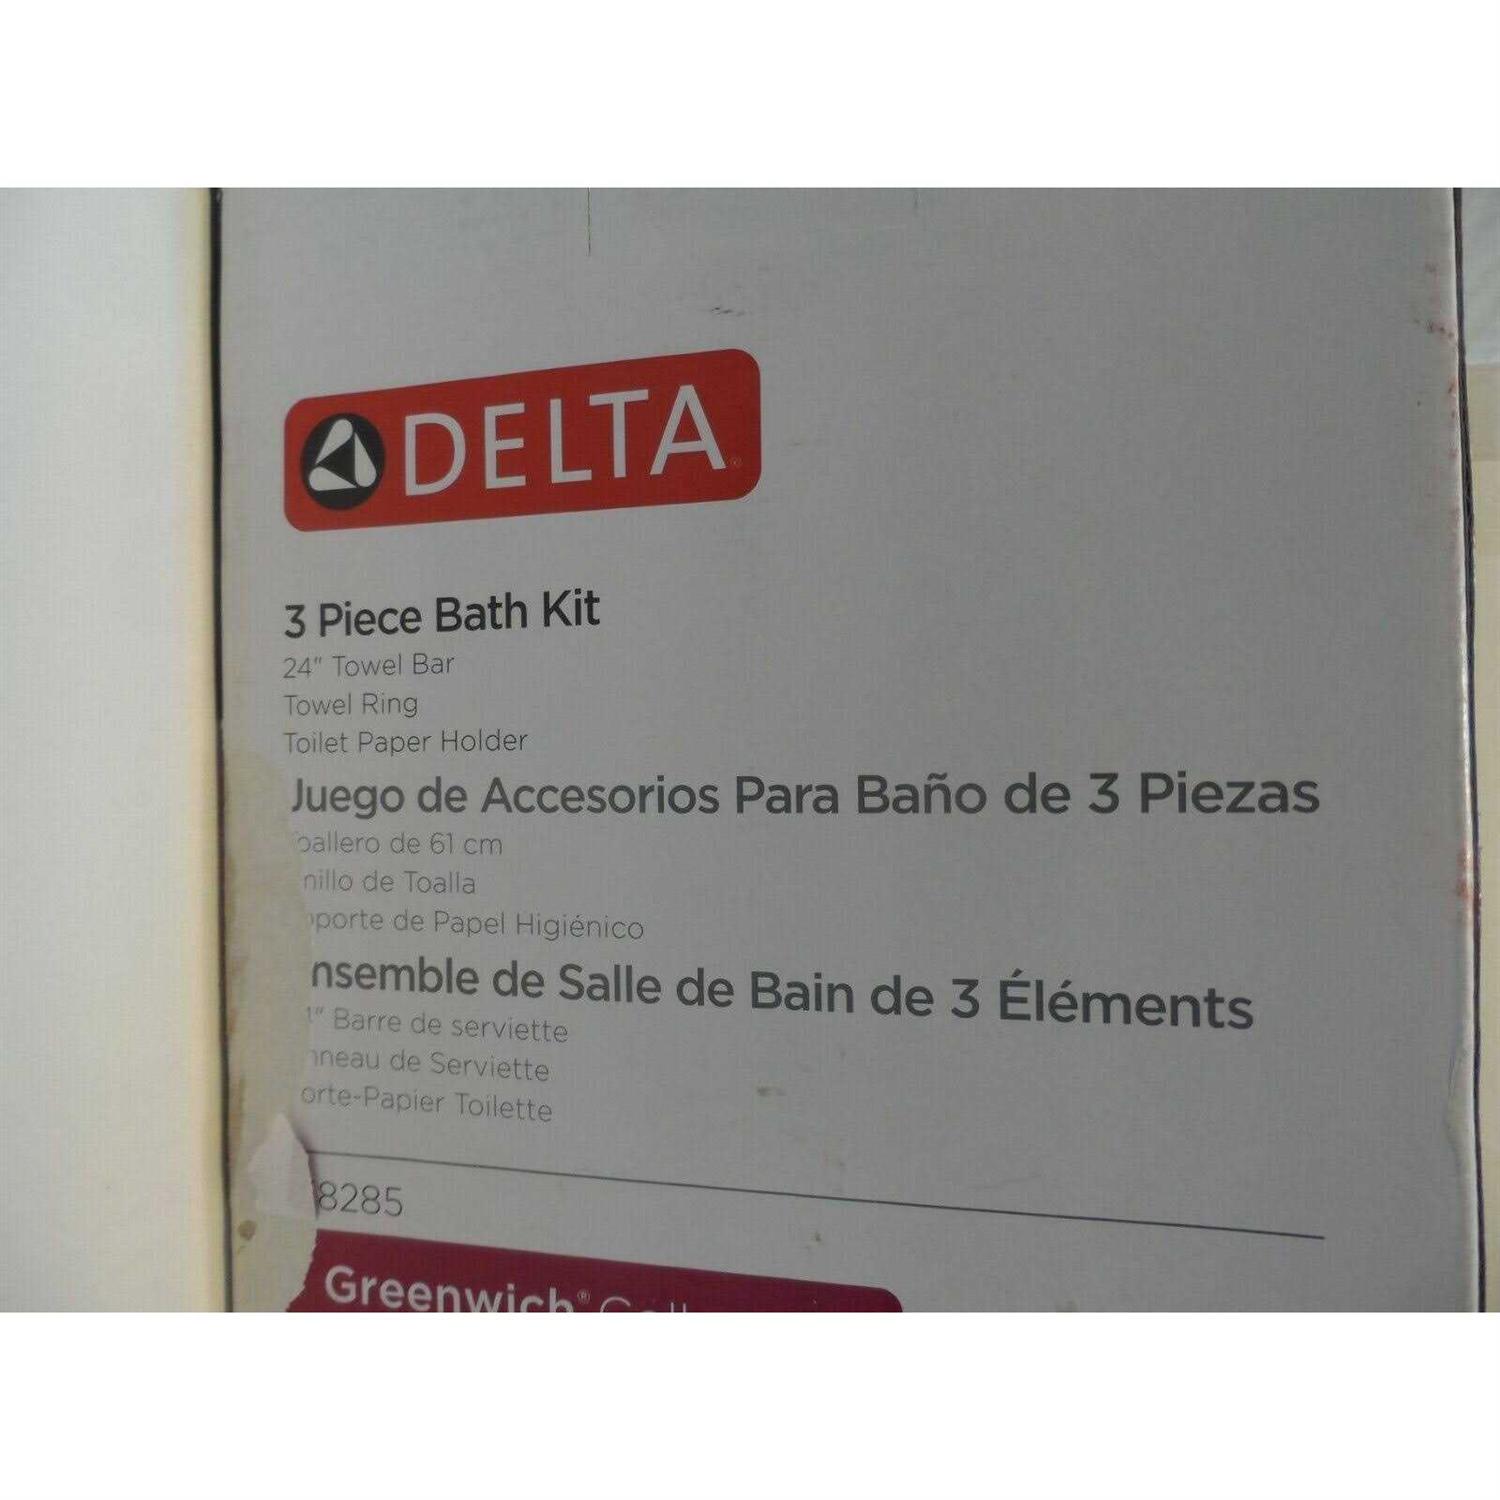 DELTA
3 Piece Bath Kit
24" Towel Bar
Towel Ring
Toilet Paper Holder
Juego de Accesorios Para Baño de 3 Piezas
de 61 cm
de Toalla
de Papel Higiénico
de Salle de Bain de 3 Éléments
Barre de serviette
de Serviette
Toilette
8285
Greenwich®